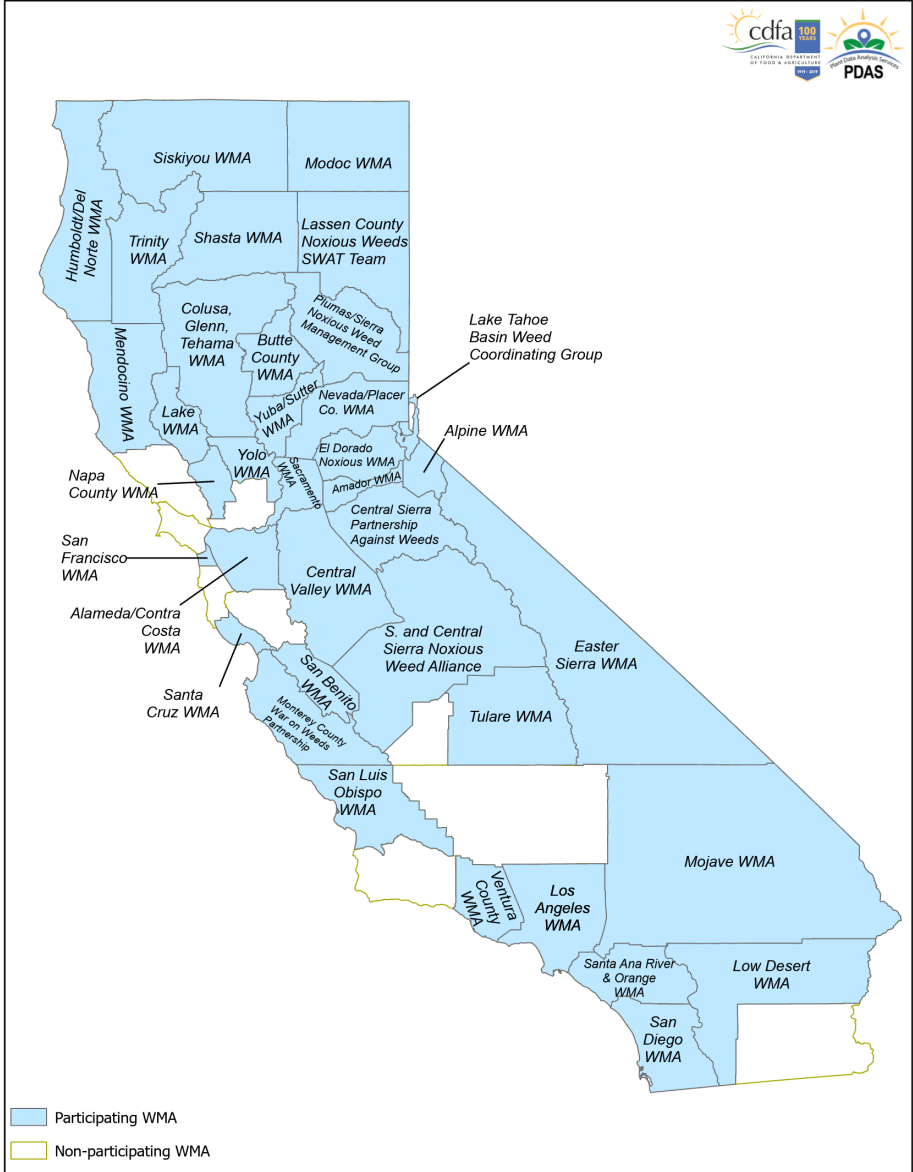 cdfa
100
YEARS
CALIFORNIA DEPARTMENT
OF FOOD & AGRICULTURE
1919 - 2019
Plant Data Analysis Services
PDAS
Siskiyou WMA
Modoc WMA
Humboldt/Del
Norte WMA
Trinity
WMA
Shasta WMA
Lassen County
Noxious Weeds
SWAT Team
Colusa,
Glenn,
Tehama
WMA
Plumas/Sierra
Noxious Weed
Management Group
Butte
County
WMA
Mendocino WMA
Lake Tahoe
Basin Weed
Coordinating Group
Lake
WMA
Yuba/Sutter
WMA
Nevada/Placer
Co. WMA
Alpine WMA
Yolo
WMA
El Dorado
Noxious WMA
Sacramento
WMA
Amador WMA
Napa
County WMA
Central Sierra
Partnership
Against Weeds
San
Francisco
WMA
Central
Valley WMA
Alameda/Contra
Costa
WMA
S. and Central
Sierra Noxious
Weed Alliance
Easter
Sierra WMA
Santa
Cruz WMA
San Benito
WMA
Monterey County
War on Weeds
Partnership
Tulare WMA
San Luis
Obispo
WMA
Mojave WMA
Ventura
County
WMA
Los
Angeles
WMA
Santa Ana River
& Orange
WMA
Low Desert
WMA
San
Diego
WMA
Participating WMA
Non-participating WMA